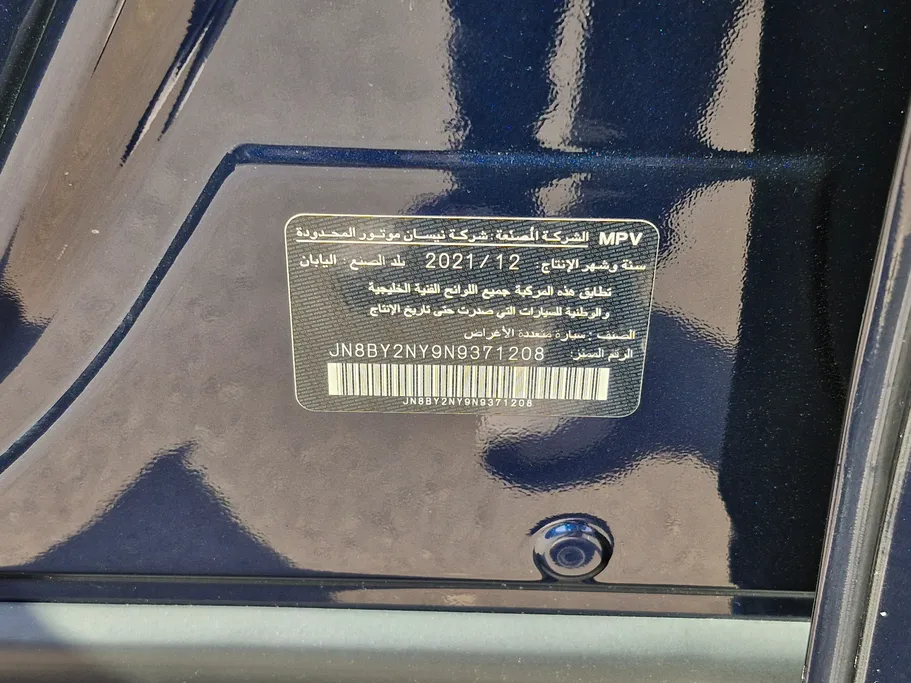 MPV الشركة المصنعة : شركة نيسان موتور المحدودة
سنة وشهر الإنتاج 2021/12 بلد الصنع : اليابان
تطابق هذه المركبة جميع اللوائح الفنية الخليجية
والوطنية للسيارات التي صدرت حتى تاريخ الإنتاج
الصنف : سيارة متعددة الأغراض
الرقم المميز: JN8BY2NY9N9371208
JN8BY2NY9N9371208